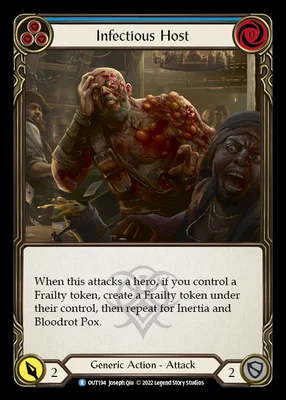 Infectious Host
When this attacks a hero, if you control a
Frailty token, create a Frailty token under
their control, then repeat for Inertia and
Bloodrot Pox.
2 Generic Action - Attack 2
OUT194 Joseph Qiu © 2022 Legend Story Studios